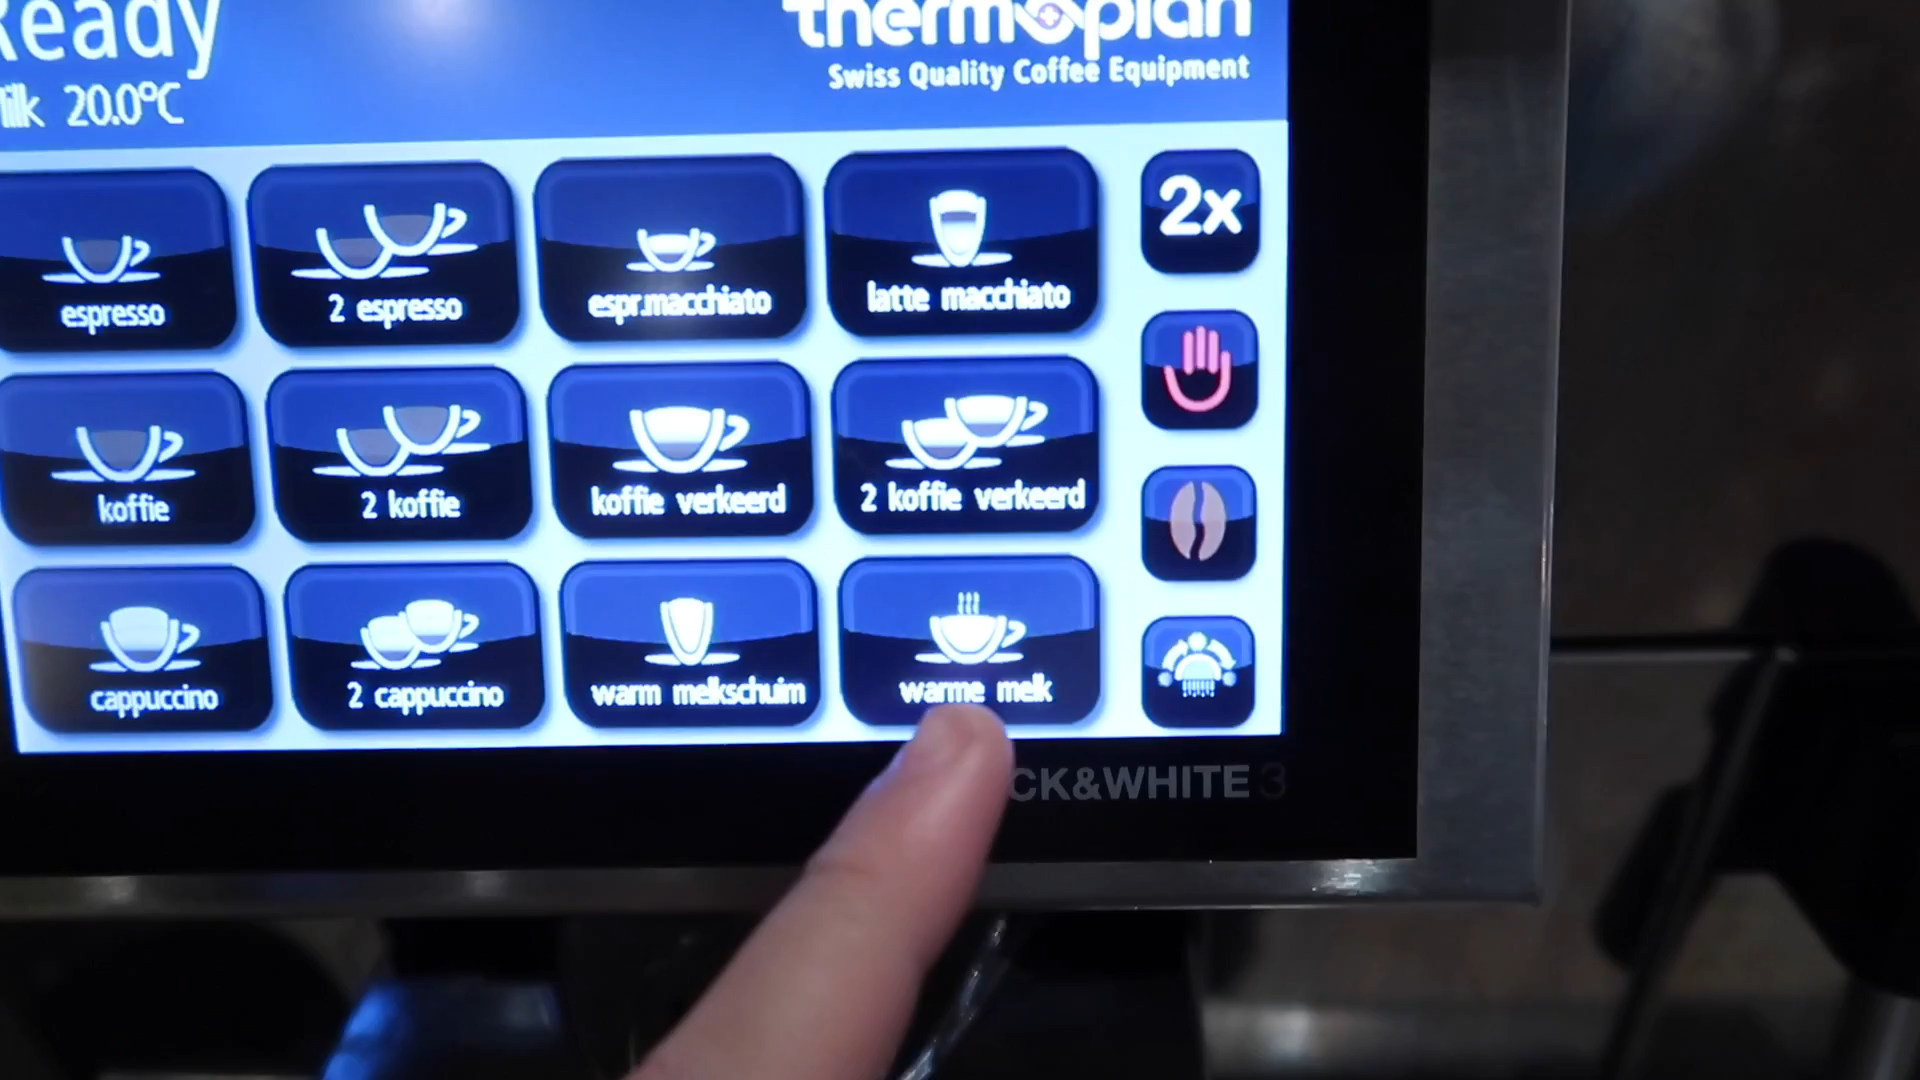 Ready
thermoplan
Milk 20.0°C
Swiss Quality Coffee Equipment
espresso
2 espresso
espr.macchiato
latte macchiato
2x
koffie
2 koffie
koffie verkeerd
2 koffie verkeerd
cappuccino
2 cappuccino
warm melkschuim
warme melk
CK&WHITE 3